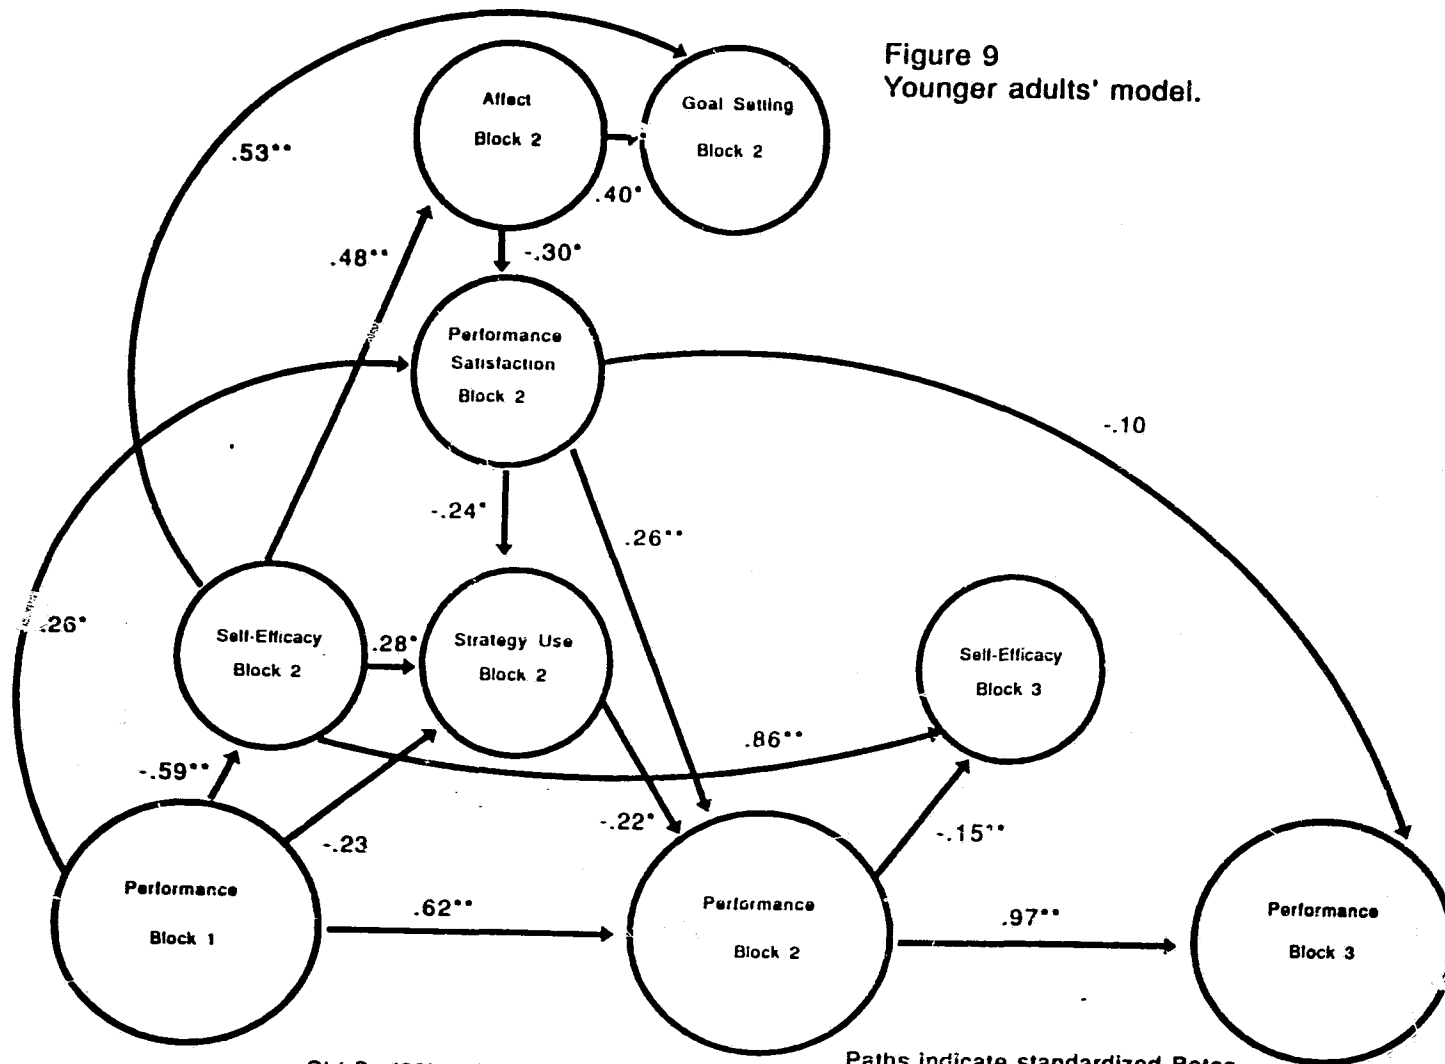 Figure 9
Younger adults' model.
Affect
Block 2
Goal Setting
Block 2
.53**
.40*
.48**
-.30*
Performance
Satisfaction
Block 2
-.10
-.24*
.26**
.26*
Self-Efficacy
Block 2
.28*
Strategy Use
Block 2
Self-Efficacy
Block 3
.86**
-.59**
-.23
-.22*
-.15**
Performance
Block 1
.62**
Performance
Block 2
.97**
Performance
Block 3
Paths indicate standardized Betas